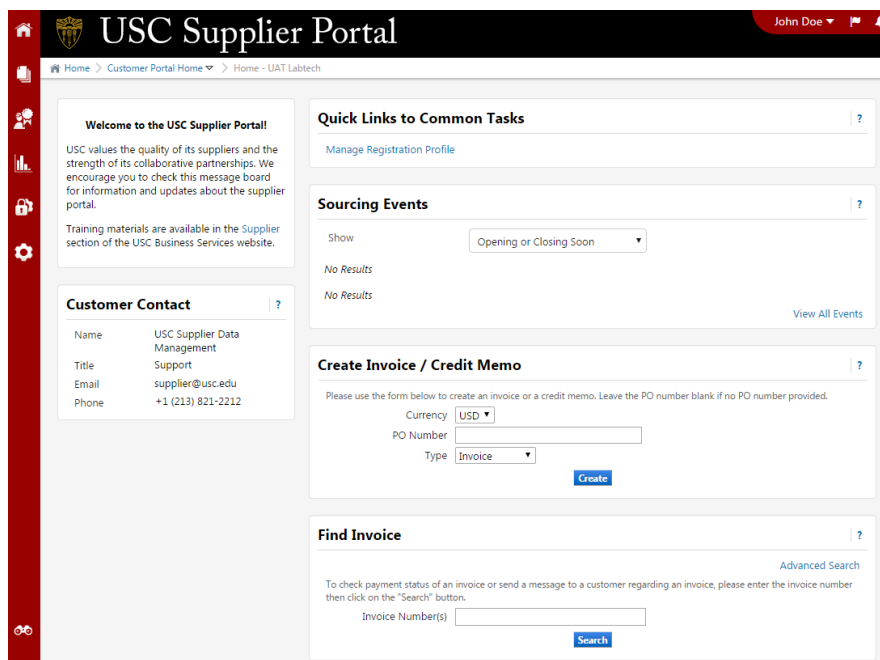 USC Supplier Portal
John Doe
Home > Customer Portal Home > Home - UAT Labtech
Welcome to the USC Supplier Portal!
USC values the quality of its suppliers and the
strength of its collaborative partnerships. We
encourage you to check this message board
for information and updates about the supplier
portal.
Training materials are available in the Supplier
section of the USC Business Services website.
Customer Contact ?
Name USC Supplier Data
Management
Title Support
Email supplier@usc.edu
Phone +1 (213) 821-2212
Quick Links to Common Tasks ?
Manage Registration Profile
Sourcing Events ?
Show Opening or Closing Soon
No Results
No Results
View All Events
Create Invoice / Credit Memo ?
Please use the form below to create an invoice or a credit memo. Leave the PO number blank if no PO number provided.
Currency USD
PO Number
Type Invoice
Create
Find Invoice ?
Advanced Search
To check payment status of an invoice or send a message to a customer regarding an invoice, please enter the invoice number
then click on the "Search" button.
Invoice Number(s)
Search